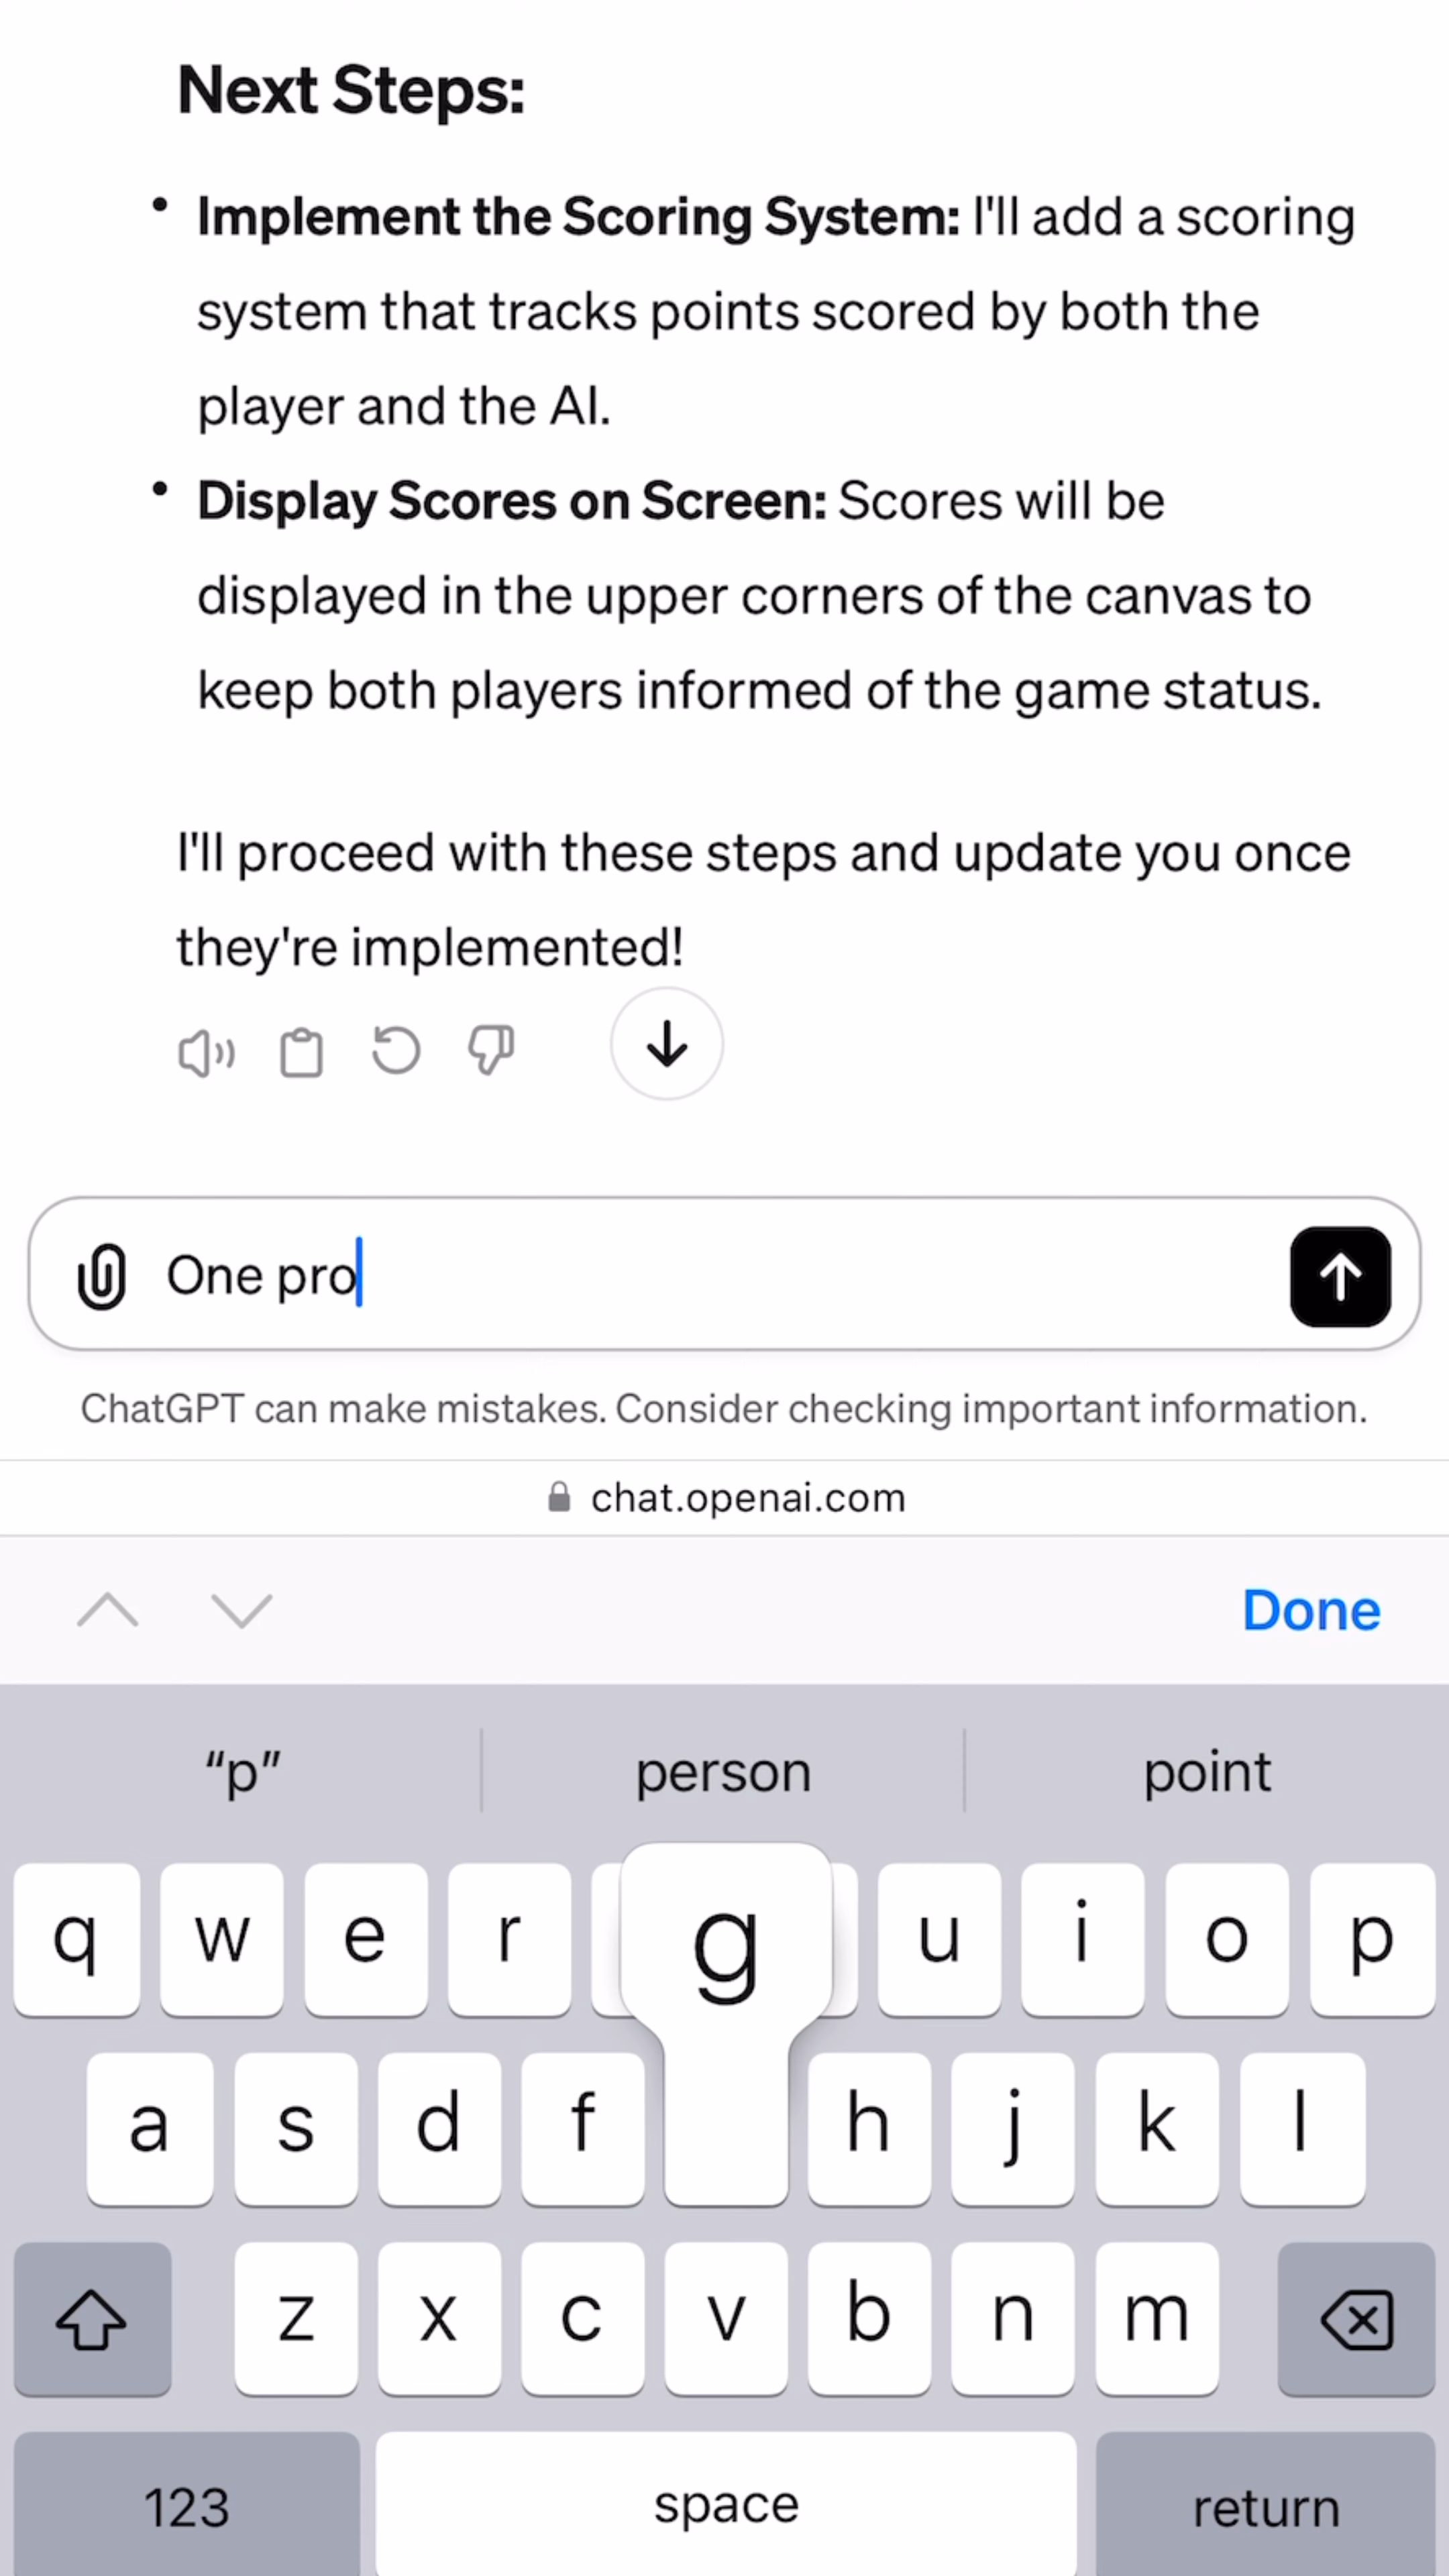 Next Steps:
• Implement the Scoring System: I'll add a scoring
system that tracks points scored by both the
player and the AI.
• Display Scores on Screen: Scores will be
displayed in the upper corners of the canvas to
keep both players informed of the game status.
I'll proceed with these steps and update you once
they're implemented!
One pro
ChatGPT can make mistakes. Consider checking important information.
chat.openai.com
Done
“p” person point
q w e r g u i o p
a s d f h j k l
z x c v b n m
123 space return